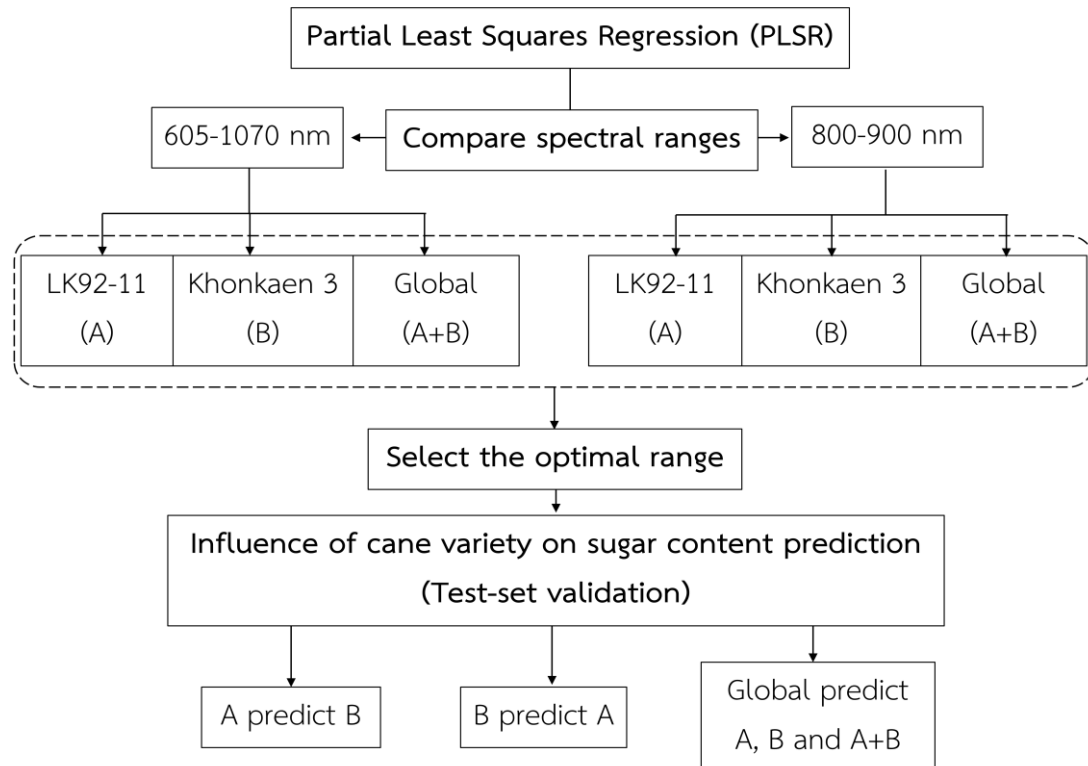 Partial Least Squares Regression (PLSR)
605-1070 nm
Compare spectral ranges
800-900 nm
LK92-11
(A)
Khonkaen 3
(B)
Global
(A+B)
LK92-11
(A)
Khonkaen 3
(B)
Global
(A+B)
Select the optimal range
Influence of cane variety on sugar content prediction
(Test-set validation)
A predict B
B predict A
Global predict
A, B and A+B